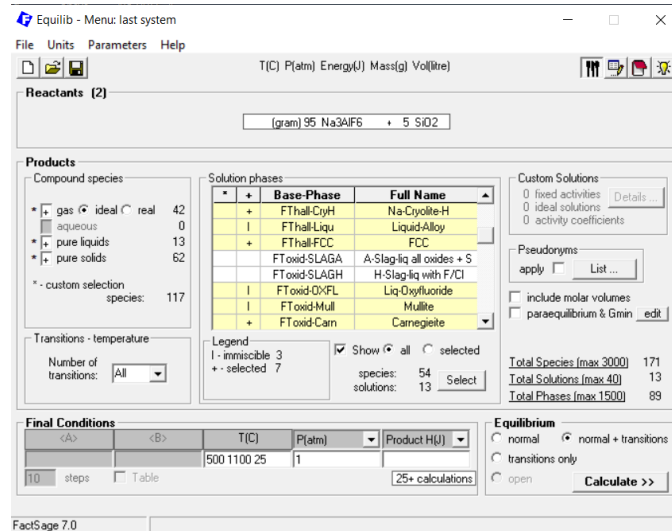 Equilib - Menu: last system
File Units Parameters Help
T(C) P(atm) Energy(J) Mass(g) Vol(litre)
Reactants (2)
(gram) 95 Na3AlF6 + 5 SiO2
Products
Compound species
* + gas ideal real 42
aqueous 0
* + pure liquids 13
* + pure solids 62
* - custom selection
species: 117
Transitions - temperature
Number of
transitions: All
Solution phases
* + Base-Phase Full Name
+ FThall-CryH Na-Cryolite-H
I FThall-Liqu Liquid-Alloy
+ FThall-FCC FCC
FToxid-SLAGA A-Slag-liq all oxides + S
FToxid-SLAGH H-Slag-liq with F/Cl
I FToxid-OXFL Liq-Oxyfluoride
I FToxid-Mull Mullite
+ FToxid-Carn Carnegieite
Legend
I - immiscible 3
+ - selected 7
Show all selected
species: 54
solutions: 13
Select
Custom Solutions
0 fixed activities
0 ideal solutions
0 activity coefficients
Details ...
Pseudonyms
apply List ...
include molar volumes
paraequilibrium & Gmin edit
Total Species (max 3000) 171
Total Solutions (max 40) 13
Total Phases (max 1500) 89
Final Conditions
<A> <B> T(C) P(atm) Product H(J)
500 1100 25 1
10 steps Table 25+ calculations
Equilibrium
normal normal + transitions
transitions only
open Calculate >>
FactSage 7.0